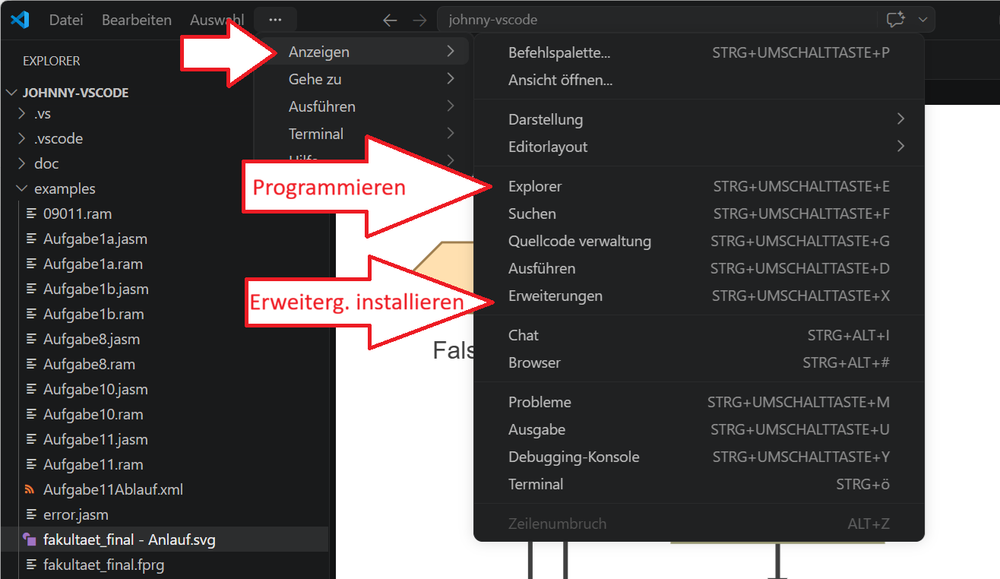 Datei Bearbeiten Auswahl ... johnny-vscode
EXPLORER
JOHNNY-VSCODE
.vs
.vscode
doc
examples
09011.ram
Aufgabe1a.jasm
Aufgabe1a.ram
Aufgabe1b.jasm
Aufgabe1b.ram
Aufgabe8.jasm
Aufgabe8.ram
Aufgabe10.jasm
Aufgabe10.ram
Aufgabe11.jasm
Aufgabe11.ram
Aufgabe11Ablauf.xml
error.jasm
fakultaet_final - Anlauf.svg
fakultaet_final.fprg
Anzeigen
Gehe zu
Ausführen
Terminal
Hilfe
Programmieren
Erweiterg. installieren
Fals
Befehlspalette... STRG+UMSCHALTTASTE+P
Ansicht öffnen...
Darstellung
Editorlayout
Explorer STRG+UMSCHALTTASTE+E
Suchen STRG+UMSCHALTTASTE+F
Quellcode verwaltung STRG+UMSCHALTTASTE+G
Ausführen STRG+UMSCHALTTASTE+D
Erweiterungen STRG+UMSCHALTTASTE+X
Chat STRG+ALT+I
Browser STRG+ALT+#
Probleme STRG+UMSCHALTTASTE+M
Ausgabe STRG+UMSCHALTTASTE+U
Debugging-Konsole STRG+UMSCHALTTASTE+Y
Terminal STRG+ö
Zeilenumbruch ALT+Z